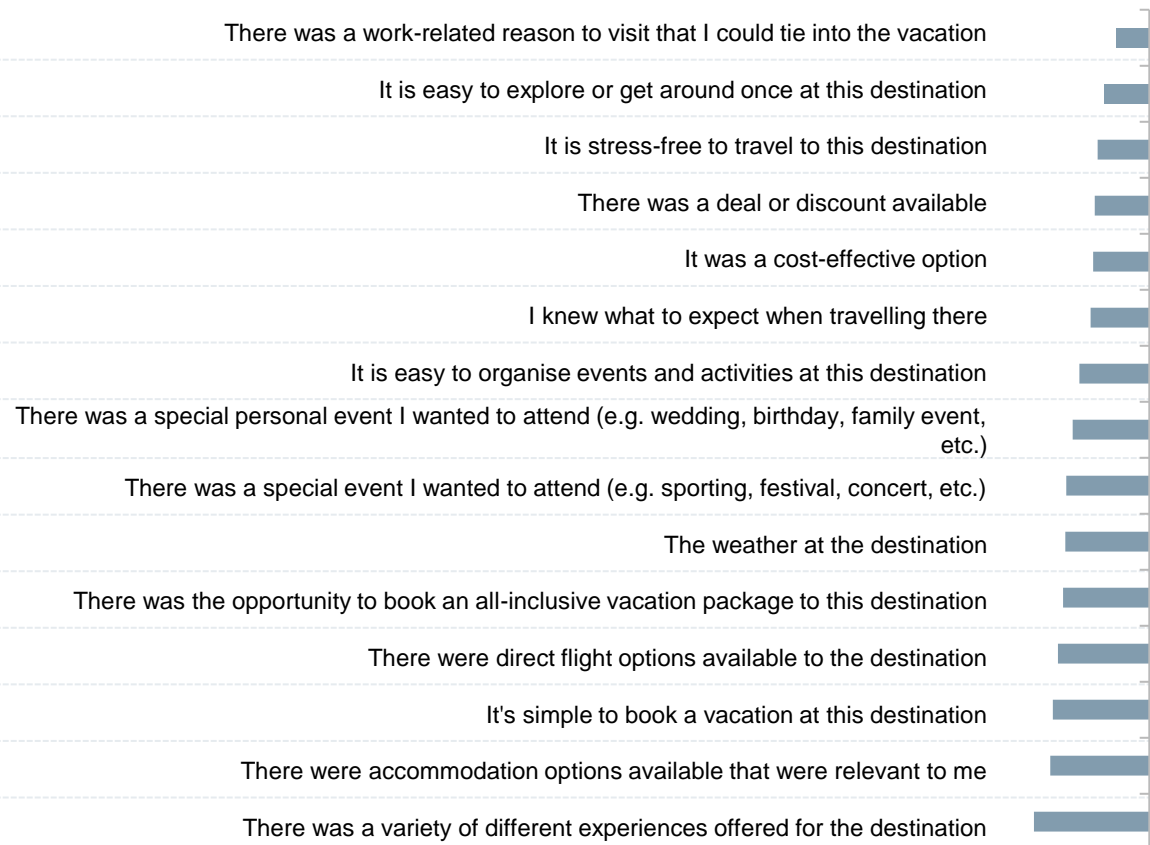 There was a work-related reason to visit that I could tie into the vacation
It is easy to explore or get around once at this destination
It is stress-free to travel to this destination
There was a deal or discount available
It was a cost-effective option
I knew what to expect when travelling there
It is easy to organise events and activities at this destination
There was a special personal event I wanted to attend (e.g. wedding, birthday, family event,
etc.)
There was a special event I wanted to attend (e.g. sporting, festival, concert, etc.)
The weather at the destination
There was the opportunity to book an all-inclusive vacation package to this destination
There were direct flight options available to the destination
It's simple to book a vacation at this destination
There were accommodation options available that were relevant to me
There was a variety of different experiences offered for the destination